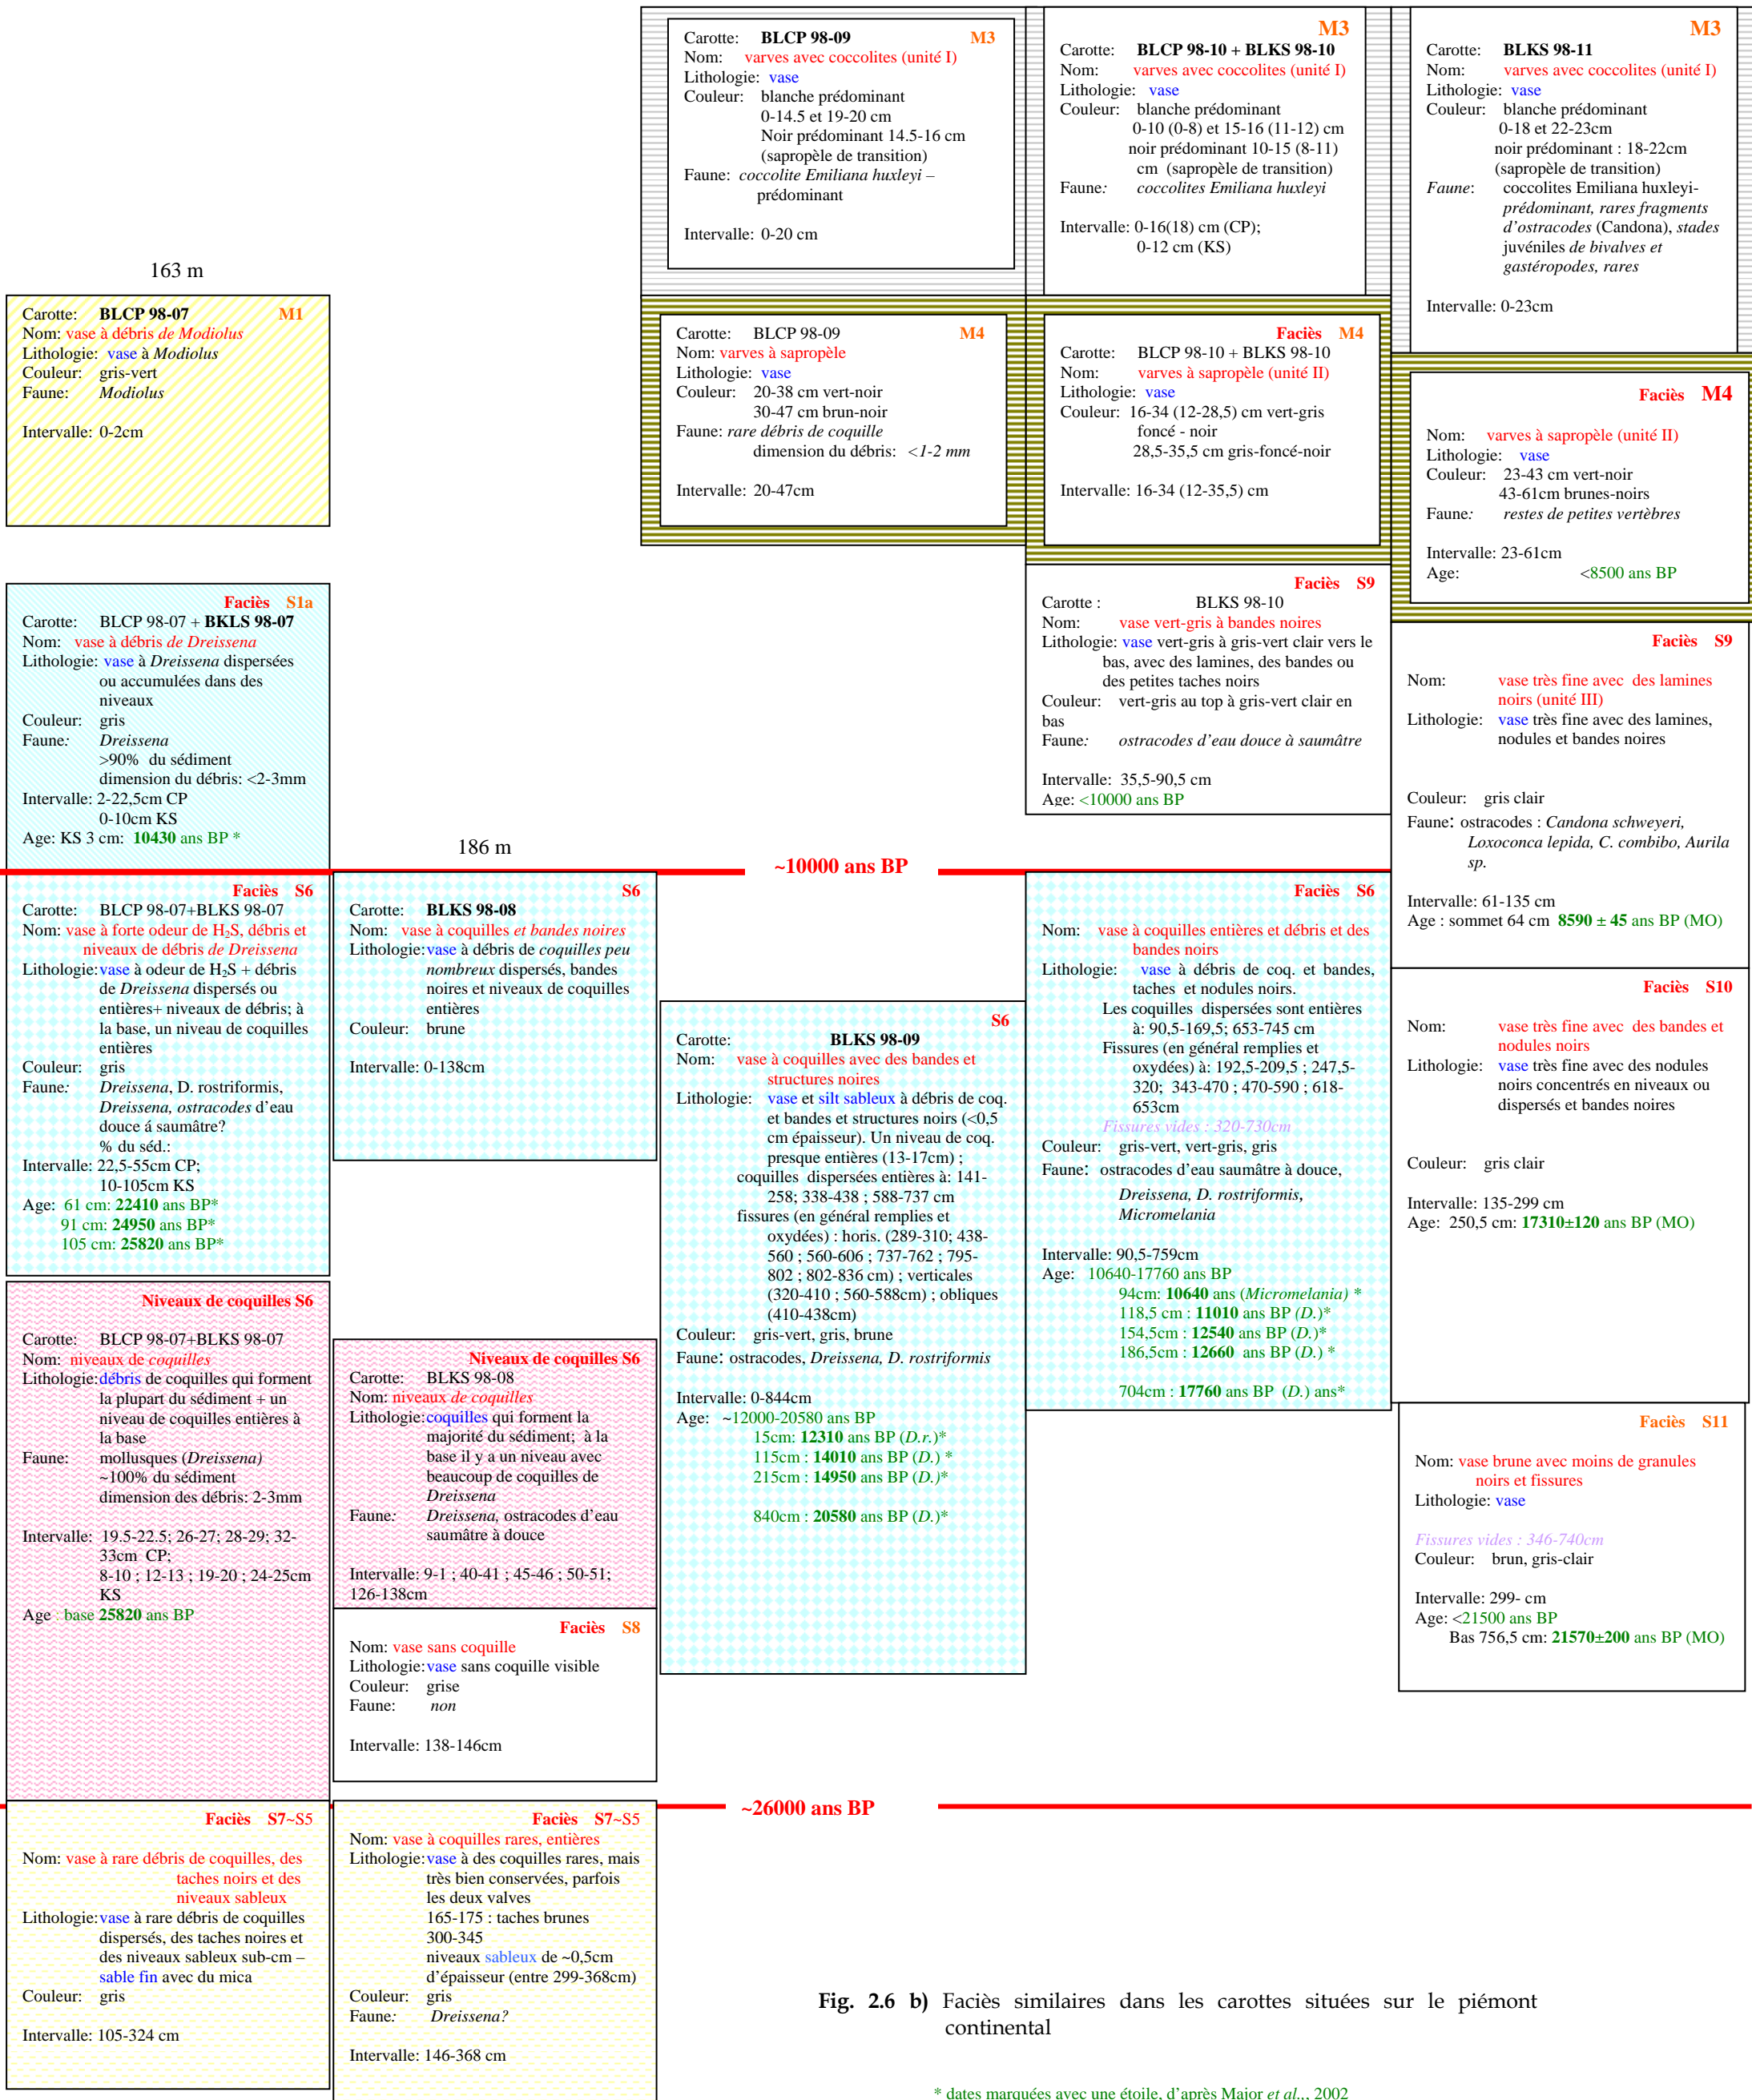 163 m
Carotte: BLCP 98-07 M1
Nom: vase à débris de Modiolus
Lithologie: vase à Modiolus
Couleur: gris-vert
Faune: Modiolus
Intervalle: 0-2cm
Faciès S1a
Carotte: BLCP 98-07 + BKLS 98-07
Nom: vase à débris de Dreissena
Lithologie: vase à Dreissena dispersées
ou accumulées dans des
niveaux
Couleur: gris
Faune: Dreissena
>90% du sédiment
dimension du débris: <2-3mm
Intervalle: 2-22,5cm CP
0-10cm KS
Age: KS 3 cm: 10430 ans BP *
Faciès S6
Carotte: BLCP 98-07+BLKS 98-07
Nom: vase à forte odeur de H2S, débris et
niveaux de débris de Dreissena
Lithologie: vase à odeur de H2S + débris
de Dreissena dispersés ou
entières+ niveaux de débris; à
la base, un niveau de coquilles
entières
Couleur: gris
Faune: Dreissena, D. rostriformis,
Dreissena, ostracodes d'eau
douce á saumâtre?
% du séd.:
Intervalle: 22,5-55cm CP;
10-105cm KS
Age: 61 cm: 22410 ans BP*
91 cm: 24950 ans BP*
105 cm: 25820 ans BP*
Niveaux de coquilles S6
Carotte: BLCP 98-07+BLKS 98-07
Nom: niveaux de coquilles
Lithologie: débris de coquilles qui forment
la plupart du sédiment + un
niveau de coquilles entières à
la base
Faune: mollusques (Dreissena)
~100% du sédiment
dimension des débris: 2-3mm
Intervalle: 19.5-22.5; 26-27; 28-29; 32-
33cm CP;
8-10 ; 12-13 ; 19-20 ; 24-25cm
KS
Age base 25820 ans BP
Faciès S7~S5
Nom: vase à rare débris de coquilles, des
taches noirs et des
niveaux sableux
Lithologie: vase à rare débris de coquilles
dispersés, des taches noires et
des niveaux sableux sub-cm –
sable fin avec du mica
Couleur: gris
Intervalle: 105-324 cm
186 m
S6
Carotte: BLKS 98-08
Nom: vase à coquilles et bandes noires
Lithologie: vase à débris de coquilles peu
nombreux dispersés, bandes
noires et niveaux de coquilles
entières
Couleur: brune
Intervalle: 0-138cm
Niveaux de coquilles S6
Carotte: BLKS 98-08
Nom: niveaux de coquilles
Lithologie: coquilles qui forment la
majorité du sédiment; à la
base il y a un niveau avec
beaucoup de coquilles de
Dreissena
Faune: Dreissena, ostracodes d'eau
saumâtre à douce
Intervalle: 9-1 ; 40-41 ; 45-46 ; 50-51;
126-138cm
Faciès S8
Nom: vase sans coquille
Lithologie: vase sans coquille visible
Couleur: grise
Faune: non
Intervalle: 138-146cm
Faciès S7~S5
Nom: vase à coquilles rares, entières
Lithologie: vase à des coquilles rares, mais
très bien conservées, parfois
les deux valves
165-175 : taches brunes
300-345
niveaux sableux de ~0,5cm
d'épaisseur (entre 299-368cm)
Couleur: gris
Faune: Dreissena?
Intervalle: 146-368 cm
Carotte: BLCP 98-09 M3
Nom: varves avec coccolites (unité I)
Lithologie: vase
Couleur: blanche prédominant
0-14.5 et 19-20 cm
Noir prédominant 14.5-16 cm
(sapropèle de transition)
Faune: coccolite Emiliana huxleyi –
prédominant
Intervalle: 0-20 cm
Carotte: BLCP 98-09 M4
Nom: varves à sapropèle
Lithologie: vase
Couleur: 20-38 cm vert-noir
30-47 cm brun-noir
Faune: rare débris de coquille
dimension du débris: <1-2 mm
Intervalle: 20-47cm
~10000 ans BP
S6
Carotte: BLKS 98-09
Nom: vase à coquilles avec des bandes et
structures noires
Lithologie: vase et silt sableux à débris de coq.
et bandes et structures noirs (<0,5
cm épaisseur). Un niveau de coq.
presque entières (13-17cm) ;
coquilles dispersées entières à: 141-
258; 338-438 ; 588-737 cm
fissures (en général remplies et
oxydées) : horis. (289-310; 438-
560 ; 560-606 ; 737-762 ; 795-
802 ; 802-836 cm) ; verticales
(320-410 ; 560-588cm) ; obliques
(410-438cm)
Couleur: gris-vert, gris, brune
Faune: ostracodes, Dreissena, D. rostriformis
Intervalle: 0-844cm
Age: ~12000-20580 ans BP
15cm: 12310 ans BP (D.r.)*
115cm : 14010 ans BP (D.) *
215cm : 14950 ans BP (D.)*
840cm : 20580 ans BP (D.)*
~26000 ans BP
M3
Carotte: BLCP 98-10 + BLKS 98-10
Nom: varves avec coccolites (unité I)
Lithologie: vase
Couleur: blanche prédominant
0-10 (0-8) et 15-16 (11-12) cm
noir prédominant 10-15 (8-11)
cm (sapropèle de transition)
Faune: coccolites Emiliana huxleyi
Intervalle: 0-16(18) cm (CP);
0-12 cm (KS)
Faciès M4
Carotte: BLCP 98-10 + BLKS 98-10
Nom: varves à sapropèle (unité II)
Lithologie: vase
Couleur: 16-34 (12-28,5) cm vert-gris
foncé - noir
28,5-35,5 cm gris-foncé-noir
Intervalle: 16-34 (12-35,5) cm
Faciès S9
Carotte : BLKS 98-10
Nom: vase vert-gris à bandes noires
Lithologie: vase vert-gris à gris-vert clair vers le
bas, avec des lamines, des bandes ou
des petites taches noirs
Couleur: vert-gris au top à gris-vert clair en
bas
Faune: ostracodes d'eau douce à saumâtre
Intervalle: 35,5-90,5 cm
Age: <10000 ans BP
Faciès S6
Nom: vase à coquilles entières et débris et des
bandes noirs
Lithologie: vase à débris de coq. et bandes,
taches et nodules noirs.
Les coquilles dispersées sont entières
à: 90,5-169,5; 653-745 cm
Fissures (en général remplies et
oxydées) à: 192,5-209,5 ; 247,5-
320; 343-470 ; 470-590 ; 618-
653cm
Fissures vides : 320-730cm
Couleur: gris-vert, vert-gris, gris
Faune: ostracodes d'eau saumâtre à douce,
Dreissena, D. rostriformis,
Micromelania
Intervalle: 90,5-759cm
Age: 10640-17760 ans BP
94cm: 10640 ans (Micromelania) *
118,5 cm : 11010 ans BP (D.)*
154,5cm : 12540 ans BP (D.)*
186,5cm : 12660 ans BP (D.) *
704cm : 17760 ans BP (D.) ans*
M3
Carotte: BLKS 98-11
Nom: varves avec coccolites (unité I)
Lithologie: vase
Couleur: blanche prédominant
0-18 et 22-23cm
noir prédominant : 18-22cm
(sapropèle de transition)
Faune: coccolites Emiliana huxleyi-
prédominant, rares fragments
d'ostracodes (Candona), stades
juvéniles de bivalves et
gastéropodes, rares
Intervalle: 0-23cm
Faciès M4
Nom: varves à sapropèle (unité II)
Lithologie: vase
Couleur: 23-43 cm vert-noir
43-61cm brunes-noirs
Faune: restes de petites vertèbres
Intervalle: 23-61cm
Age: <8500 ans BP
Faciès S9
Nom: vase très fine avec des lamines
noirs (unité III)
Lithologie: vase très fine avec des lamines,
nodules et bandes noires
Couleur: gris clair
Faune: ostracodes : Candona schweyeri,
Loxoconca lepida, C. combibo, Aurila
sp.
Intervalle: 61-135 cm
Age : sommet 64 cm 8590 ± 45 ans BP (MO)
Faciès S10
Nom: vase très fine avec des bandes et
nodules noirs
Lithologie: vase très fine avec des nodules
noirs concentrés en niveaux ou
dispersés et bandes noires
Couleur: gris clair
Intervalle: 135-299 cm
Age: 250,5 cm: 17310±120 ans BP (MO)
Faciès S11
Nom: vase brune avec moins de granules
noirs et fissures
Lithologie: vase
Fissures vides : 346-740cm
Couleur: brun, gris-clair
Intervalle: 299- cm
Age: <21500 ans BP
Bas 756,5 cm: 21570±200 ans BP (MO)
Fig. 2.6 b) Faciès similaires dans les carottes situées sur le piémont
continental
* dates marquées avec une étoile, d'après Major et al.., 2002